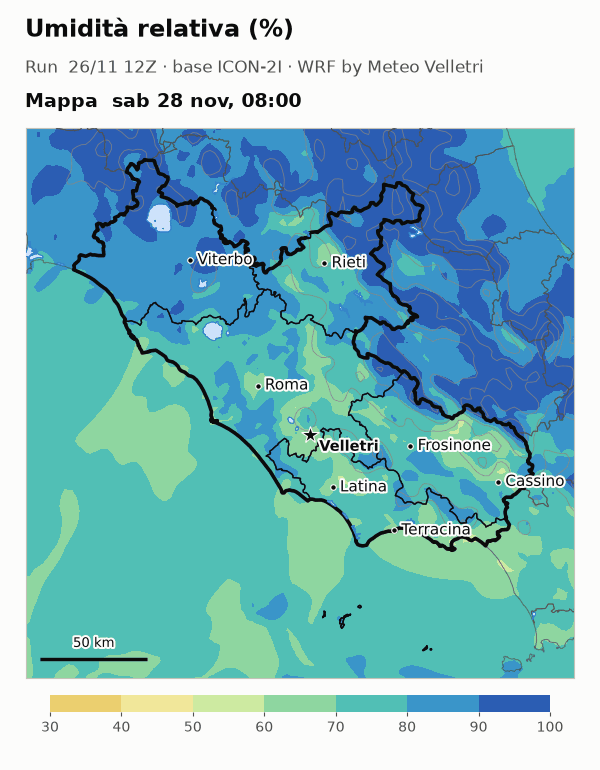 Umidità relativa (%)
Run  26/11 12Z · base ICON-2I · WRF by Meteo Velletri
Mappa  sab 28 nov, 08:00
Viterbo
Rieti
Roma
Velletri
Frosinone
Cassino
Latina
Terracina
50 km
30 40 50 60 70 80 90 100